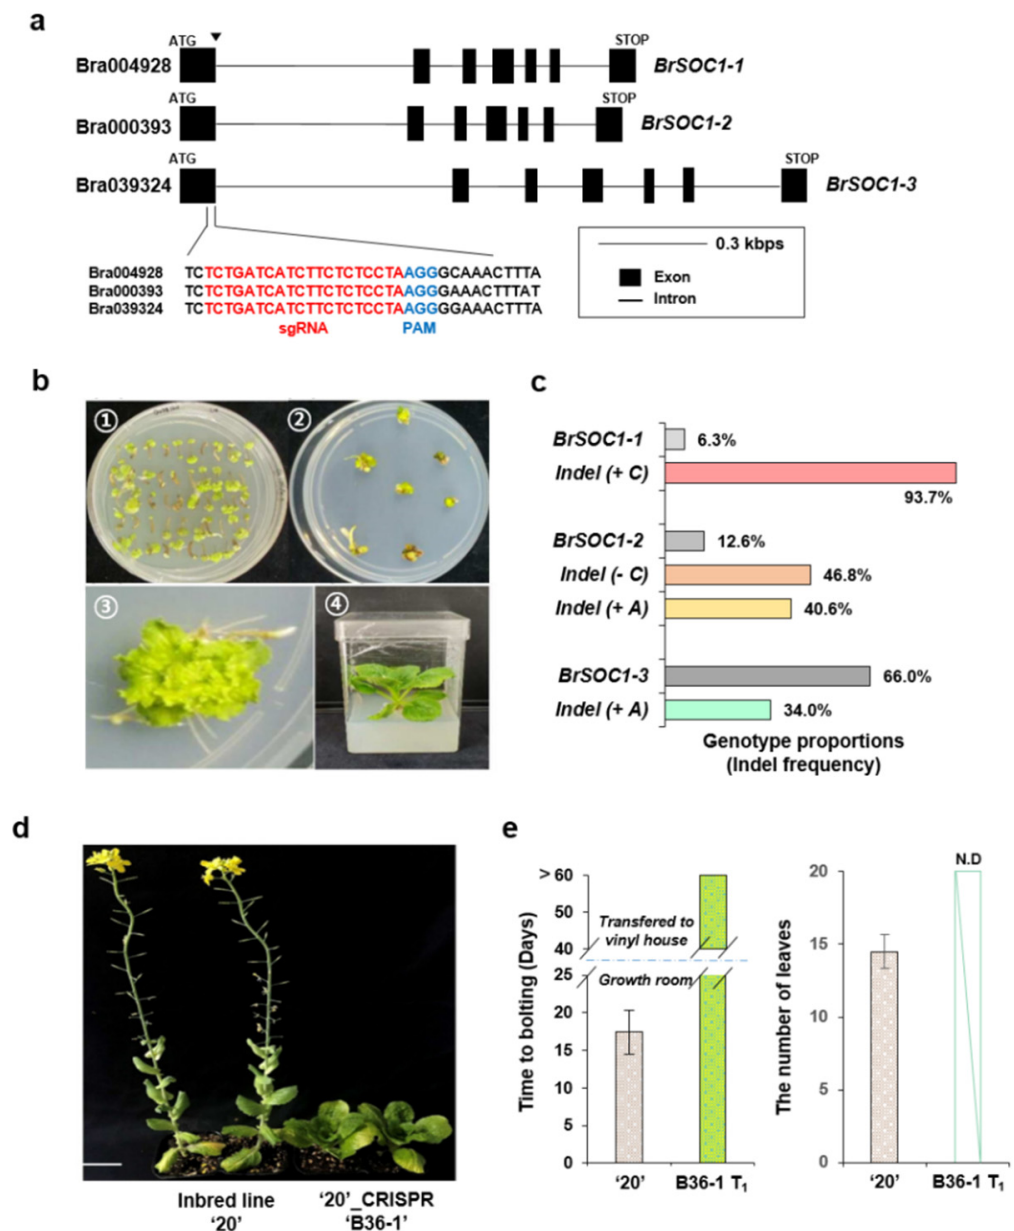 a
ATG
STOP
Bra004928
BrSOC1-1
ATG
STOP
Bra000393
BrSOC1-2
ATG
STOP
Bra039324
BrSOC1-3
0.3 kbps
Exon
Intron
Bra004928 TCTCTGATCATCTTCTCTCCTAAGGGCAAACTTTA
Bra000393 TCTCTGATCATCTTCTCTCCTAAGGGAAACTTTAT
Bra039324 TCTCTGATCATCTTCTCTCCTAAGGGGAAACTTTA
sgRNA PAM
b
①
②
③
④
c
BrSOC1-1 6.3%
Indel (+ C)
93.7%
BrSOC1-2 12.6%
Indel (- C) 46.8%
Indel (+ A) 40.6%
BrSOC1-3 66.0%
Indel (+ A) 34.0%
Genotype proportions
(Indel frequency)
d
Inbred line
'20'
'20'_CRISPR
'B36-1'
e
Time to bolting (Days)
> 60
50
40
25
20
15
10
5
0
Transfered to
vinyl house
Growth room
'20' B36-1 T₁
The number of leaves
20
15
10
5
0
N.D
'20' B36-1 T₁